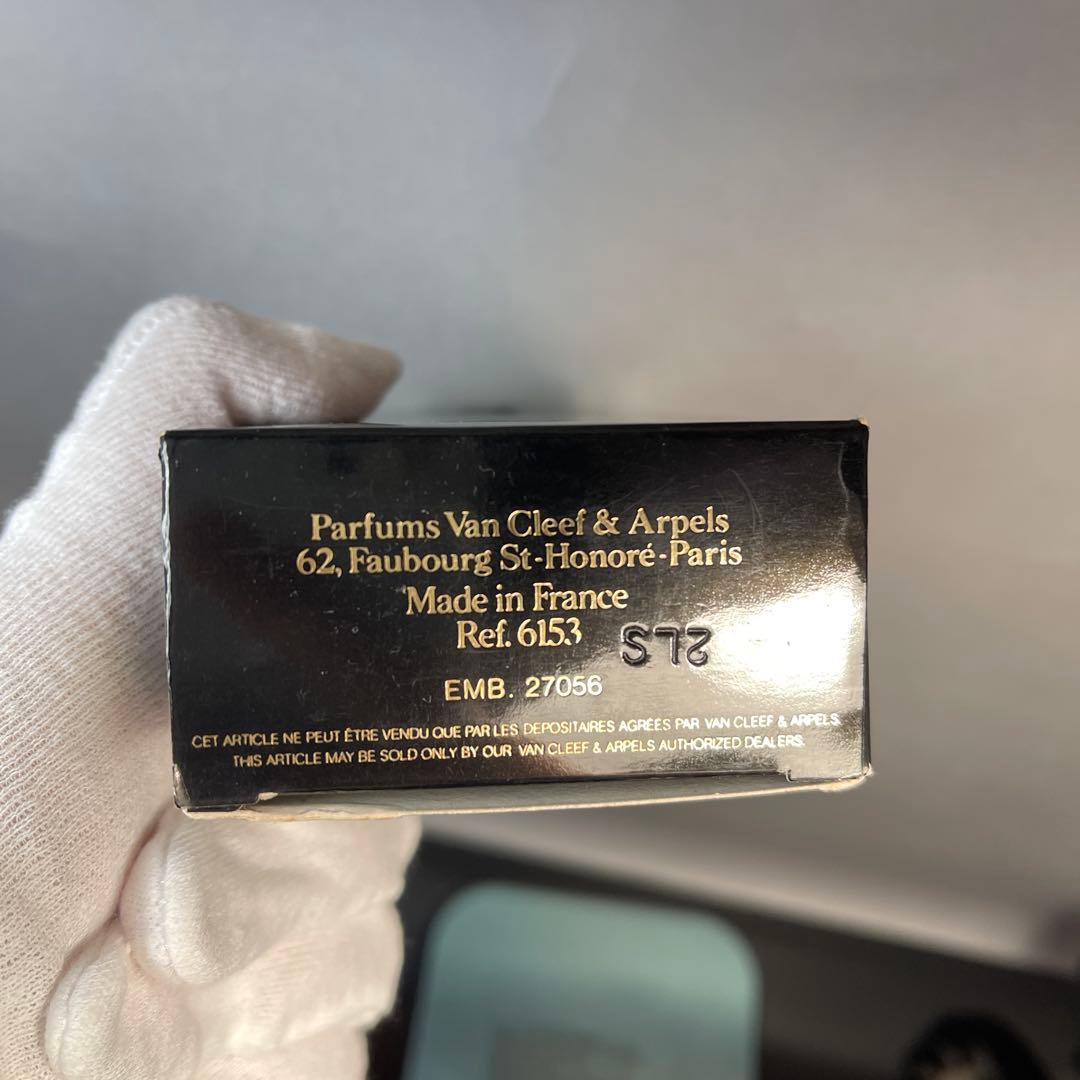 Parfums Van Cleef & Arpels
62, Faubourg St-Honoré-Paris
Made in France
Ref. 6153
EMB. 27056
CET ARTICLE NE PEUT ÊTRE VENDU QUE PAR LES DEPOSITAIRES AGRÉÉS PAR VAN CLEEF & ARPELS.
THIS ARTICLE MAY BE SOLD ONLY BY OUR VAN CLEEF & ARPELS AUTHORIZED DEALERS.